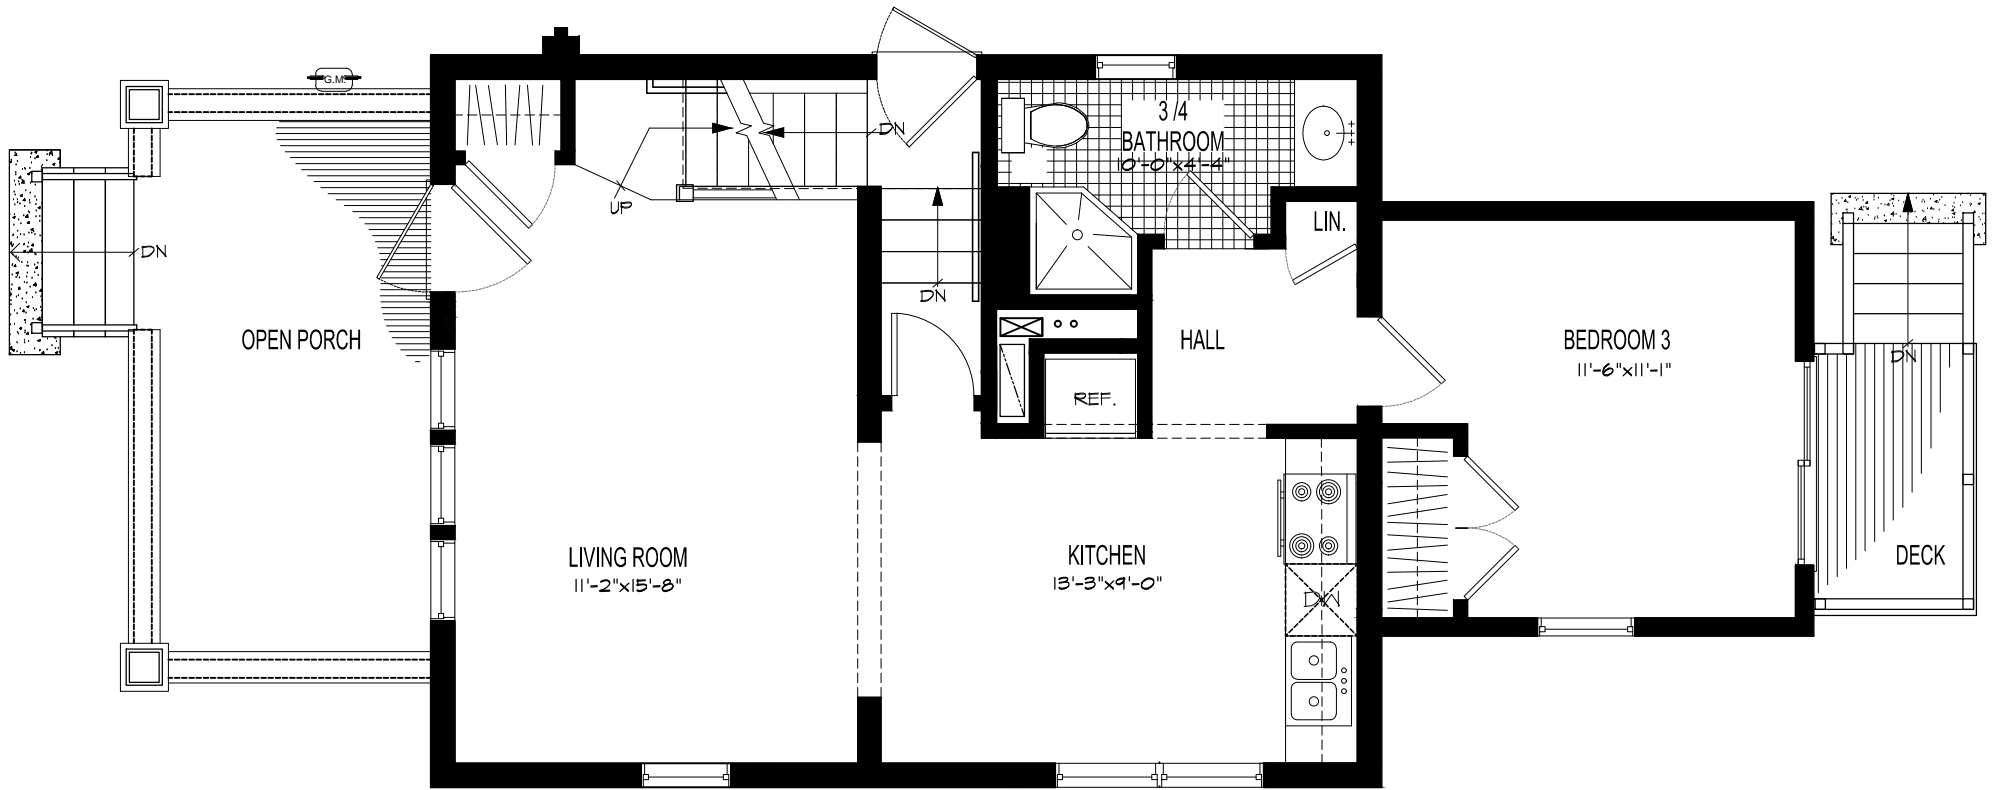 G.M.
DN
3 /4
BATHROOM
10'-0"x4'-4"
UP
LIN.
DN
DN
OPEN PORCH
HALL
BEDROOM 3
11'-6"x11'-1"
DN
REF.
LIVING ROOM
11'-2"x15'-8"
KITCHEN
13'-3"x9'-0"
DECK
DW